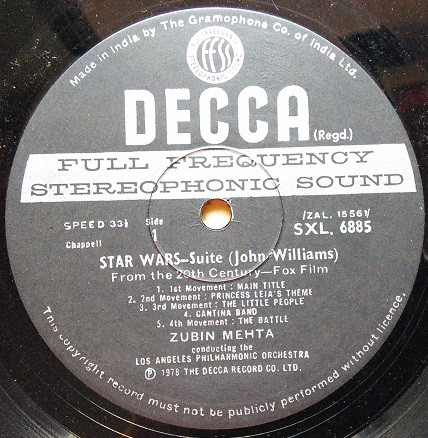 Made in India by The Gramophone Co. of India Ltd.
FFSS
DECCA (Regd.)
FULL FREQUENCY
STEREOPHONIC SOUND
SPEED 33⅓
Side
1
/ZAL. 15561/
SXL. 6885
Chappell
STAR WARS–Suite (John Williams)
From the 20th Century–Fox Film
1. 1st Movement : MAIN TITLE
2. 2nd Movement : PRINCESS LEIA'S THEME
3. 3rd Movement : THE LITTLE PEOPLE
4. CANTINA BAND
5. 4th Movement : THE BATTLE
ZUBIN MEHTA
conducting the
LOS ANGELES PHILHARMONIC ORCHESTRA
Ⓟ 1978 THE DECCA RECORD CO. LTD.
This copyright record must not be publicly performed without licence.